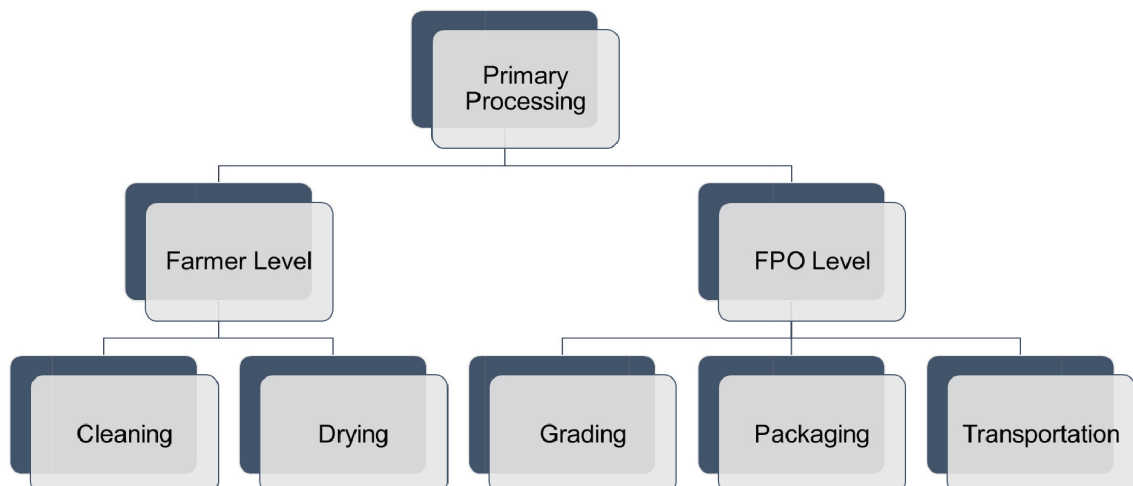 Primary
Processing
Farmer Level
FPO Level
Cleaning
Drying
Grading
Packaging
Transportation